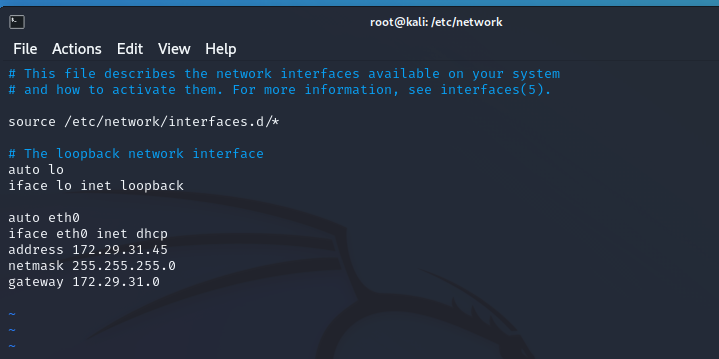 root@kali: /etc/network
File Actions Edit View Help
# This file describes the network interfaces available on your system
# and how to activate them. For more information, see interfaces(5).
source /etc/network/interfaces.d/*
# The loopback network interface
auto lo
iface lo inet loopback
auto eth0
iface eth0 inet dhcp
address 172.29.31.45
netmask 255.255.255.0
gateway 172.29.31.0
~
~
~